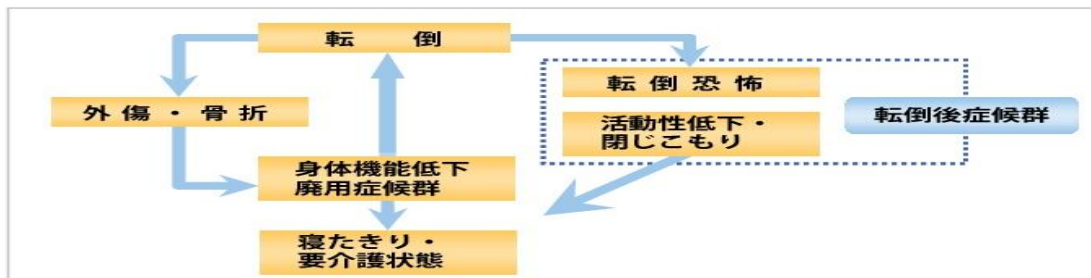 転 倒
転 倒 恐 怖
外 傷 ・ 骨 折
転倒後症候群
活動性低下・
閉じこもり
身体機能低下
廃用症候群
寝たきり・
要介護状態